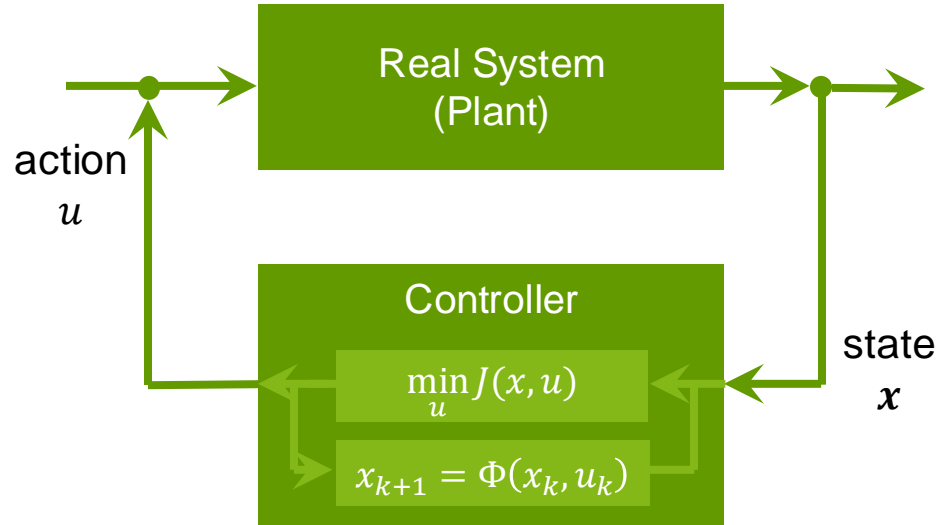 Real System
(Plant)
action
u
Controller
state
x
min J(x, u)
u
x_{k+1} = Φ(x_k, u_k)